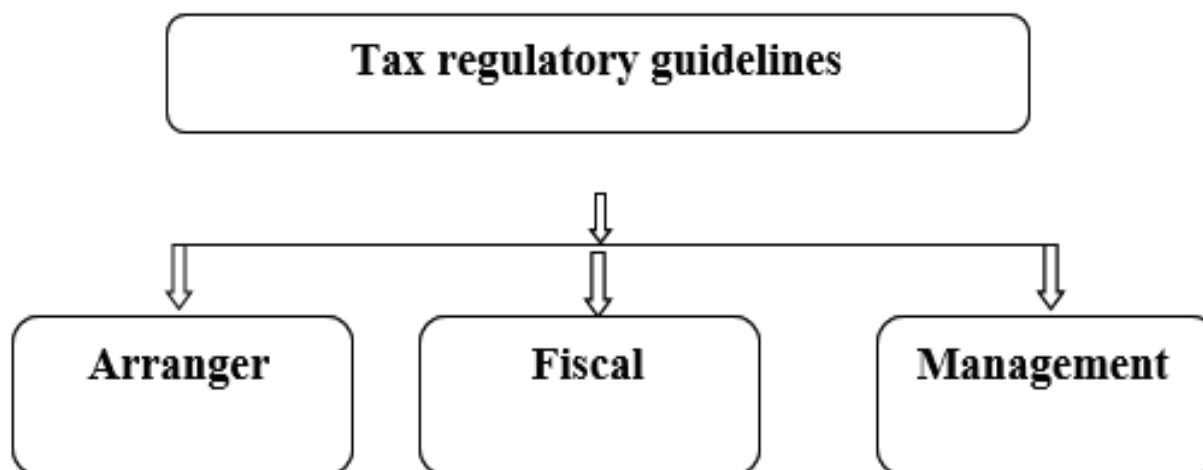 Tax regulatory guidelines
Arranger
Fiscal
Management